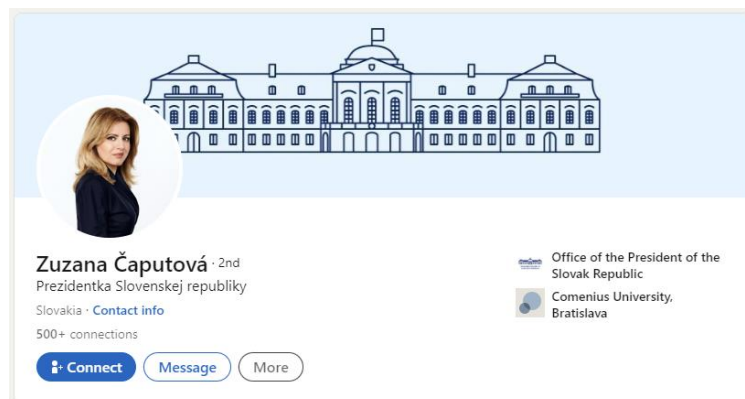 Zuzana Čaputová · 2nd
Prezidentka Slovenskej republiky
Slovakia · Contact info
500+ connections
Connect
Message
More
Office of the President of the
Slovak Republic
Comenius University,
Bratislava